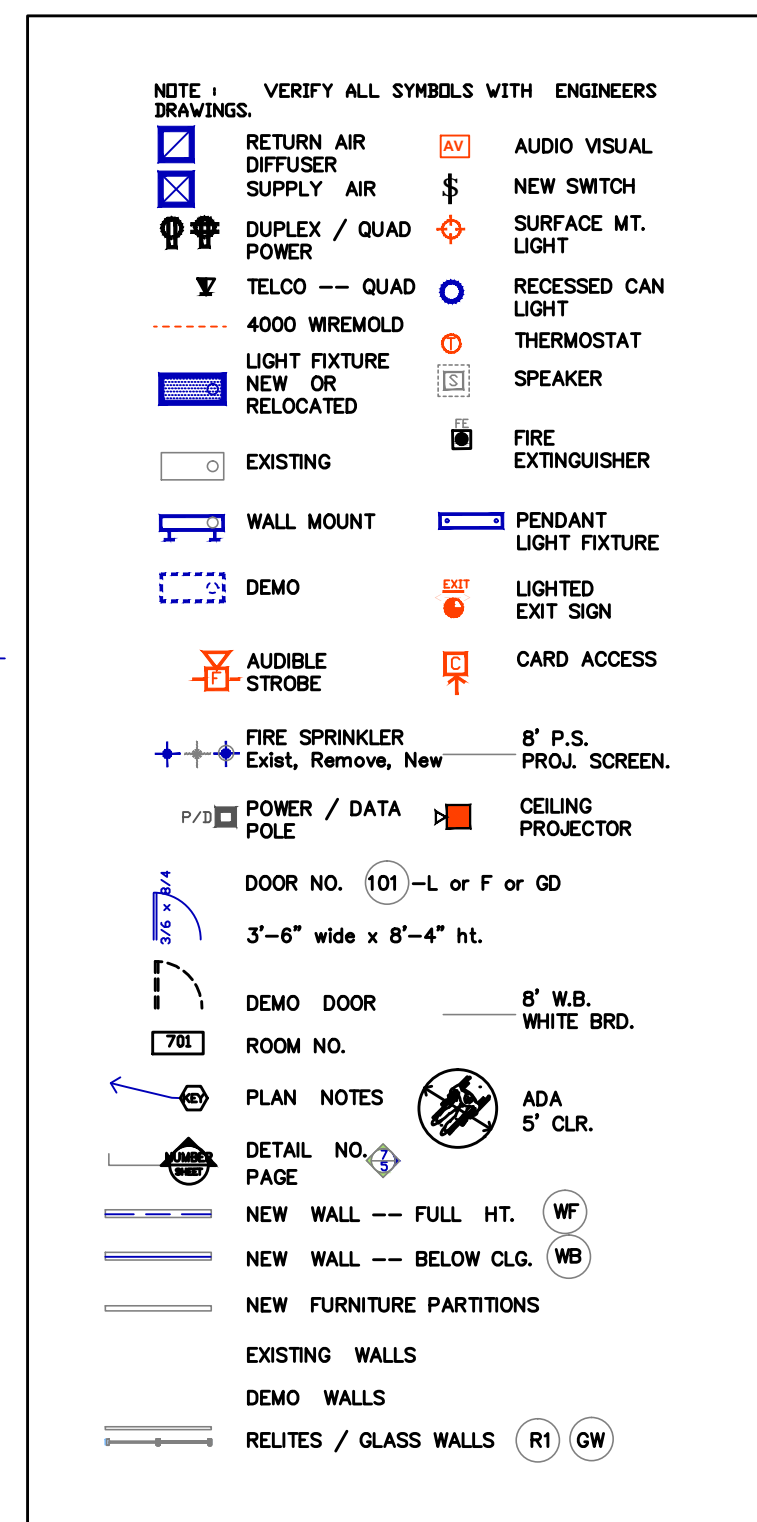 NOTE : VERIFY ALL SYMBOLS WITH ENGINEERS
DRAWINGS.
RETURN AIR
DIFFUSER
SUPPLY AIR
DUPLEX / QUAD
POWER
TELCO -- QUAD
4000 WIREMOLD
LIGHT FIXTURE
NEW OR
RELOCATED
EXISTING
WALL MOUNT
DEMO
F
AUDIBLE
STROBE
FIRE SPRINKLER
Exist, Remove, New
P/D
POWER / DATA
POLE
AV
AUDIO VISUAL
$
NEW SWITCH
SURFACE MT.
LIGHT
RECESSED CAN
LIGHT
T
THERMOSTAT
S
SPEAKER
FE
FIRE
EXTINGUISHER
PENDANT
LIGHT FIXTURE
EXIT
LIGHTED
EXIT SIGN
C
CARD ACCESS
8' P.S.
PROJ. SCREEN.
CEILING
PROJECTOR
3/6 x 8/4
DOOR NO. 101 -L or F or GD
3'-6" wide x 8'-4" ht.
DEMO DOOR
8' W.B.
WHITE BRD.
701
ROOM NO.
KEY
PLAN NOTES
ADA
5' CLR.
NUMBER
SHEET
DETAIL NO.
PAGE
7
5
NEW WALL -- FULL HT. WF
NEW WALL -- BELOW CLG. WB
NEW FURNITURE PARTITIONS
EXISTING WALLS
DEMO WALLS
RELITES / GLASS WALLS R1 GW